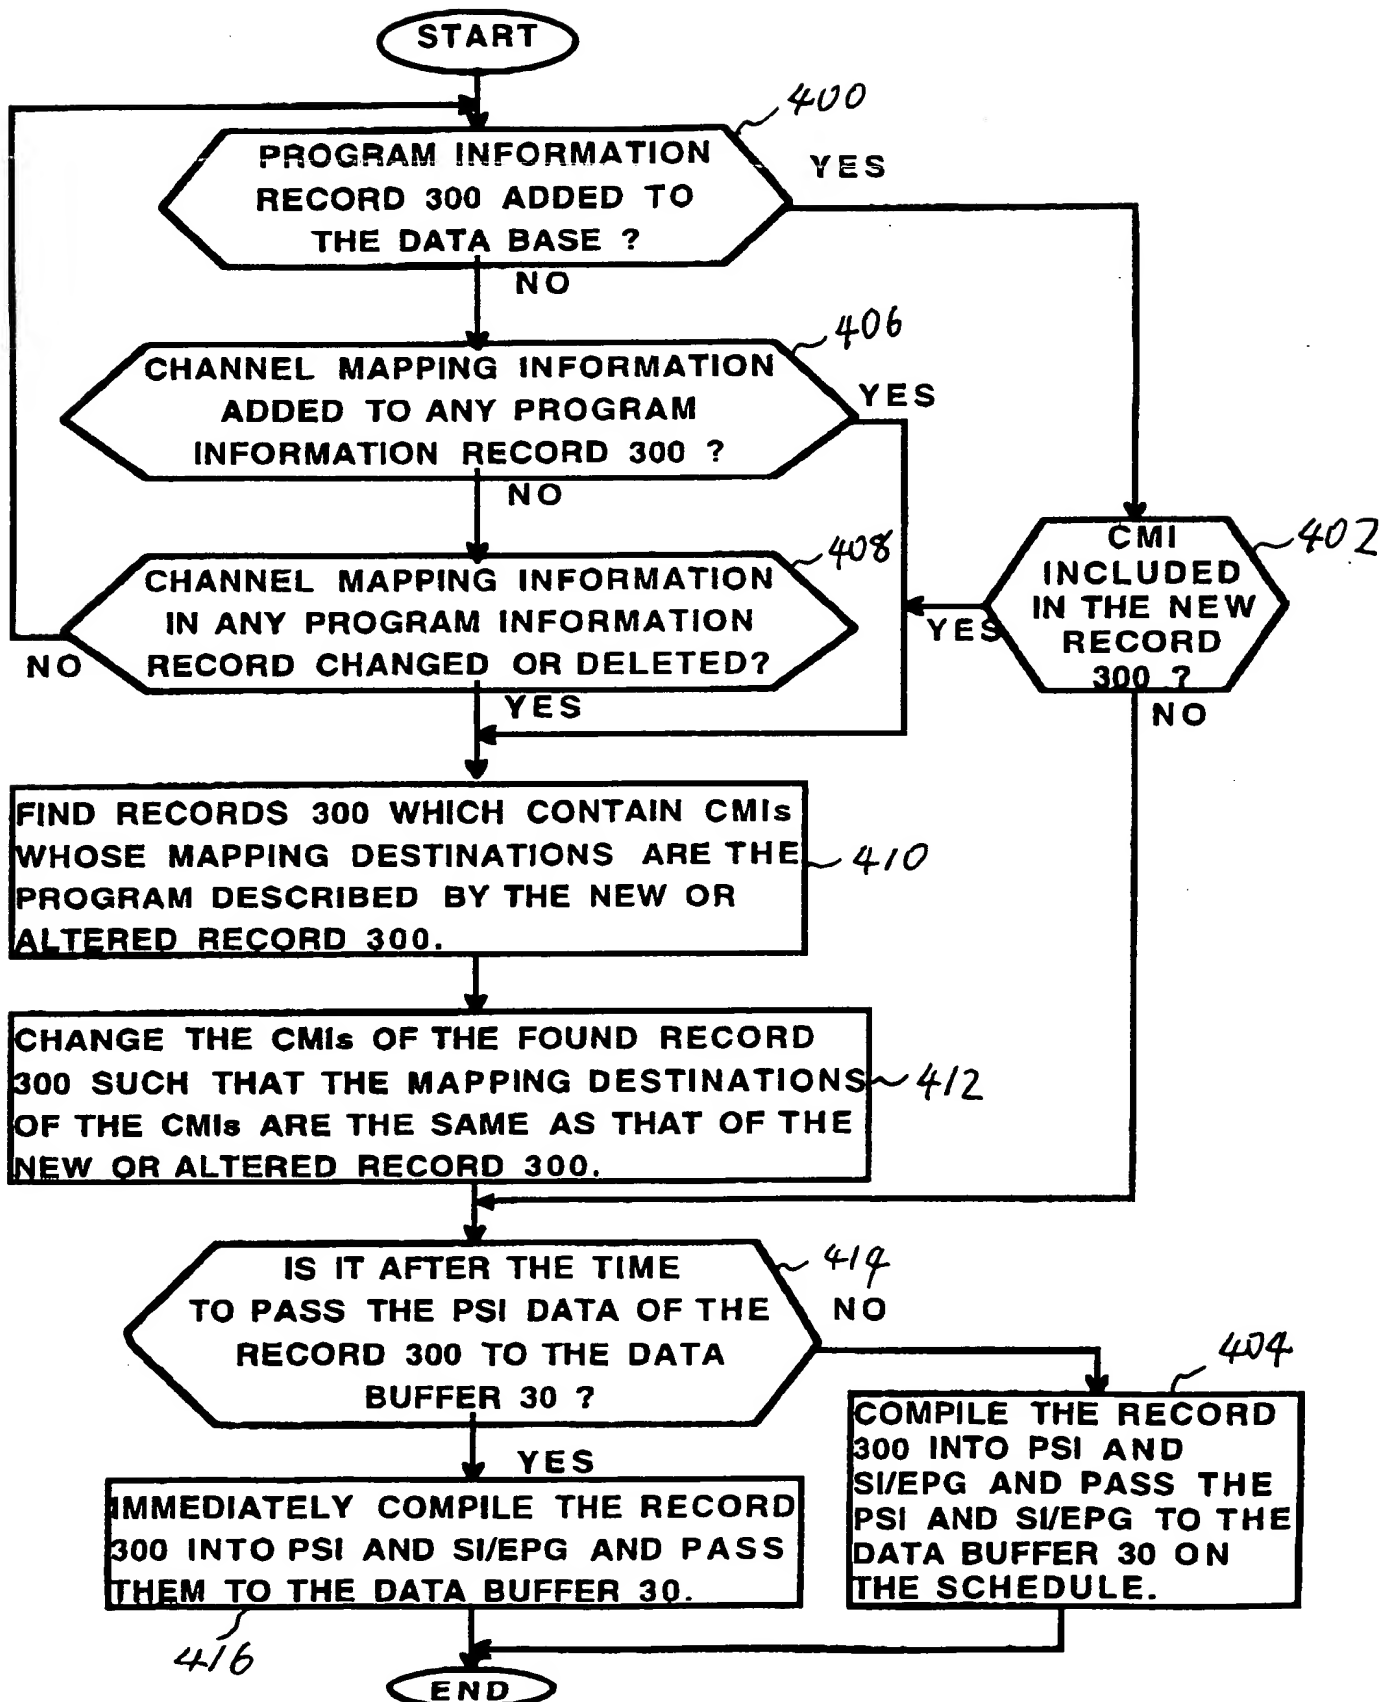 START
400
PROGRAM INFORMATION
RECORD 300 ADDED TO
THE DATA BASE ?
YES
NO
406
CHANNEL MAPPING INFORMATION
ADDED TO ANY PROGRAM
INFORMATION RECORD 300 ?
YES
NO
408
CHANNEL MAPPING INFORMATION
IN ANY PROGRAM INFORMATION
RECORD CHANGED OR DELETED?
NO
YES
402
CMI
INCLUDED
IN THE NEW
RECORD
300 ?
YES
NO
FIND RECORDS 300 WHICH CONTAIN CMIs
WHOSE MAPPING DESTINATIONS ARE THE
PROGRAM DESCRIBED BY THE NEW OR
ALTERED RECORD 300.
410
CHANGE THE CMIs OF THE FOUND RECORD
300 SUCH THAT THE MAPPING DESTINATIONS
OF THE CMIs ARE THE SAME AS THAT OF THE
NEW OR ALTERED RECORD 300.
412
IS IT AFTER THE TIME
TO PASS THE PSI DATA OF THE
RECORD 300 TO THE DATA
BUFFER 30 ?
414
NO
YES
404
COMPILE THE RECORD
300 INTO PSI AND
SI/EPG AND PASS THE
PSI AND SI/EPG TO THE
DATA BUFFER 30 ON
THE SCHEDULE.
IMMEDIATELY COMPILE THE RECORD
300 INTO PSI AND SI/EPG AND PASS
THEM TO THE DATA BUFFER 30.
416
END